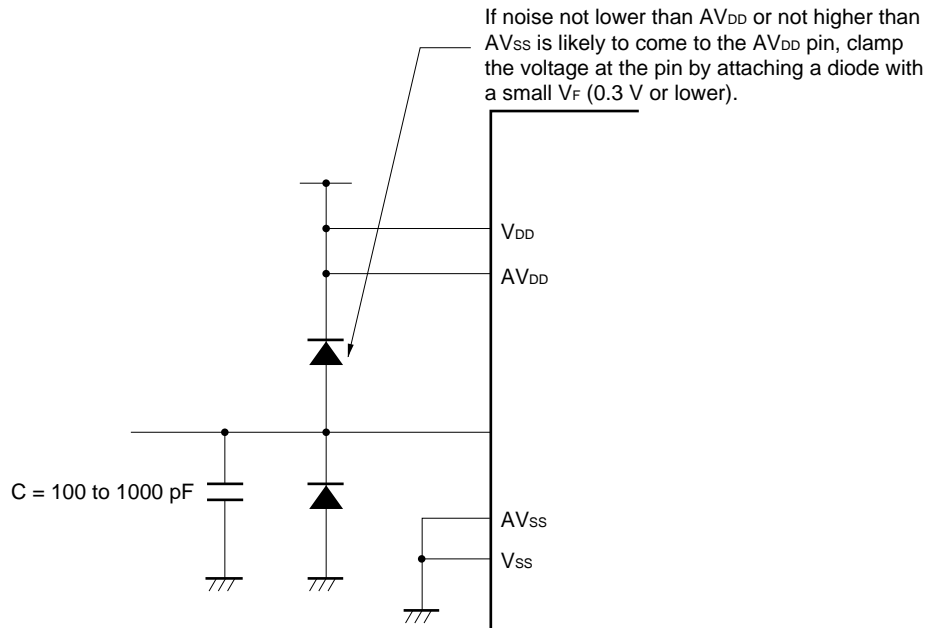 If noise not lower than AVDD or not higher than
AVSS is likely to come to the AVDD pin, clamp
the voltage at the pin by attaching a diode with
a small VF (0.3 V or lower).
VDD
AVDD
C = 100 to 1000 pF
AVSS
VSS